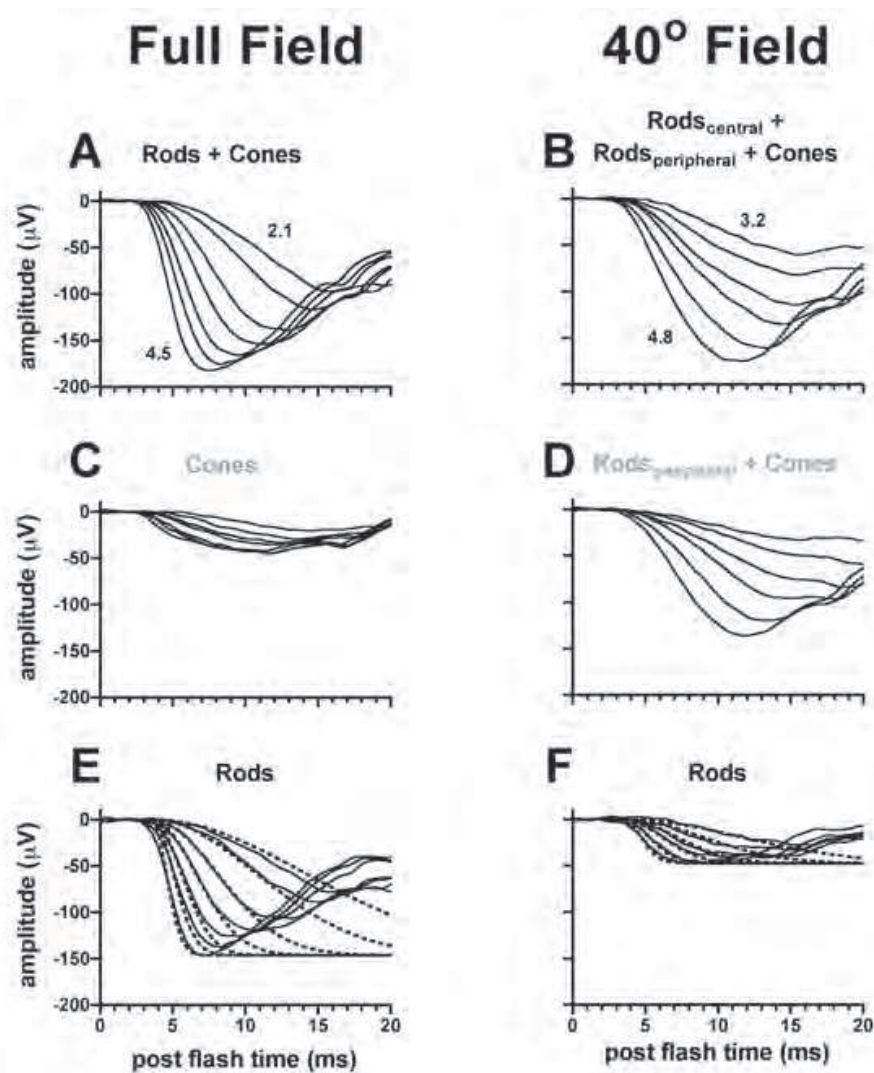 Full Field
40° Field
A
Rods + Cones
B
Rods central +
Rods peripheral + Cones
amplitude (μV)
0
-50
-100
-150
-200
2.1
4.5
3.2
4.8
C
Cones
D
Rods peripheral + Cones
amplitude (μV)
0
-50
-100
-150
-200
E
Rods
F
Rods
amplitude (μV)
0
-50
-100
-150
-200
0 5 10 15 20
0 5 10 15 20
post flash time (ms)
post flash time (ms)